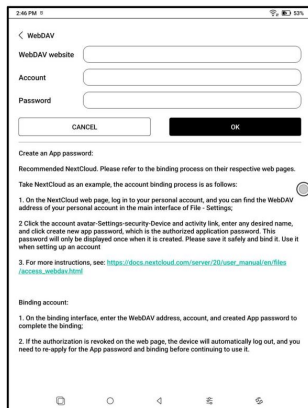 2:46 PM
53%
WebDAV
WebDAV website
Account
Password
CANCEL
OK
Create an App password:
Recommended NextCloud. Please refer to the binding process on their respective web pages.
Take NextCloud as an example, the account binding process is as follows:
1. On the NextCloud web page, log in to your personal account, and you can find the WebDAV
address of your personal account in the main interface of File - Settings;
2 Click the account avatar-Settings-security-Device and activity link, enter any desired name,
and click create new app password, which is the authorized application password. This
password will only be displayed once when it is created. Please save it safely and bind it. Use it
when setting up an account
3. For more instructions, see: https://docs.nextcloud.com/server/20/user_manual/en/files
/access_webdav.html
Binding account:
1. On the binding interface, enter the WebDAV address, account, and created App password to
complete the binding;
2. If the authorization is revoked on the web page, the device will automatically log out, and you
need to re-apply for the App password and binding before continuing to use it.